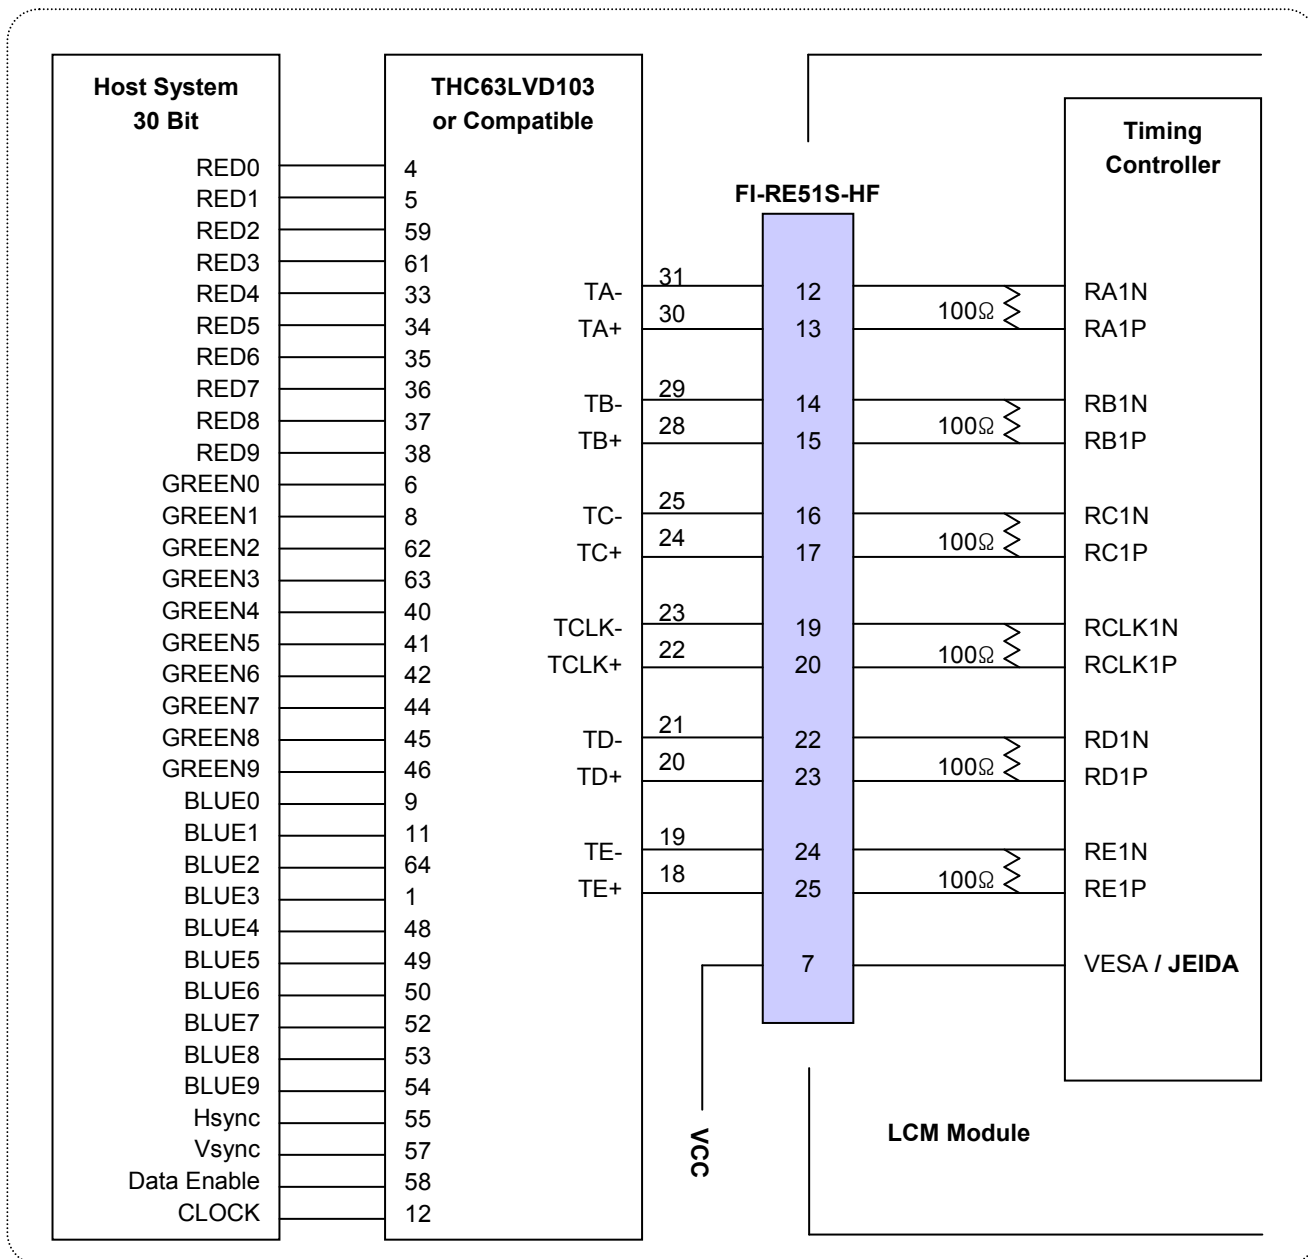 Host System
30 Bit
RED0
RED1
RED2
RED3
RED4
RED5
RED6
RED7
RED8
RED9
GREEN0
GREEN1
GREEN2
GREEN3
GREEN4
GREEN5
GREEN6
GREEN7
GREEN8
GREEN9
BLUE0
BLUE1
BLUE2
BLUE3
BLUE4
BLUE5
BLUE6
BLUE7
BLUE8
BLUE9
Hsync
Vsync
Data Enable
CLOCK
THC63LVD103
or Compatible
4
5
59
61
33
34
35
36
37
38
6
8
62
63
40
41
42
44
45
46
9
11
64
1
48
49
50
52
53
54
55
57
58
12
TA- 31
TA+ 30
TB- 29
TB+ 28
TC- 25
TC+ 24
TCLK- 23
TCLK+ 22
TD- 21
TD+ 20
TE- 19
TE+ 18
FI-RE51S-HF
12
13
14
15
16
17
19
20
22
23
24
25
7
VCC
100Ω
100Ω
100Ω
100Ω
100Ω
100Ω
Timing
Controller
RA1N
RA1P
RB1N
RB1P
RC1N
RC1P
RCLK1N
RCLK1P
RD1N
RD1P
RE1N
RE1P
VESA / JEIDA
LCM Module